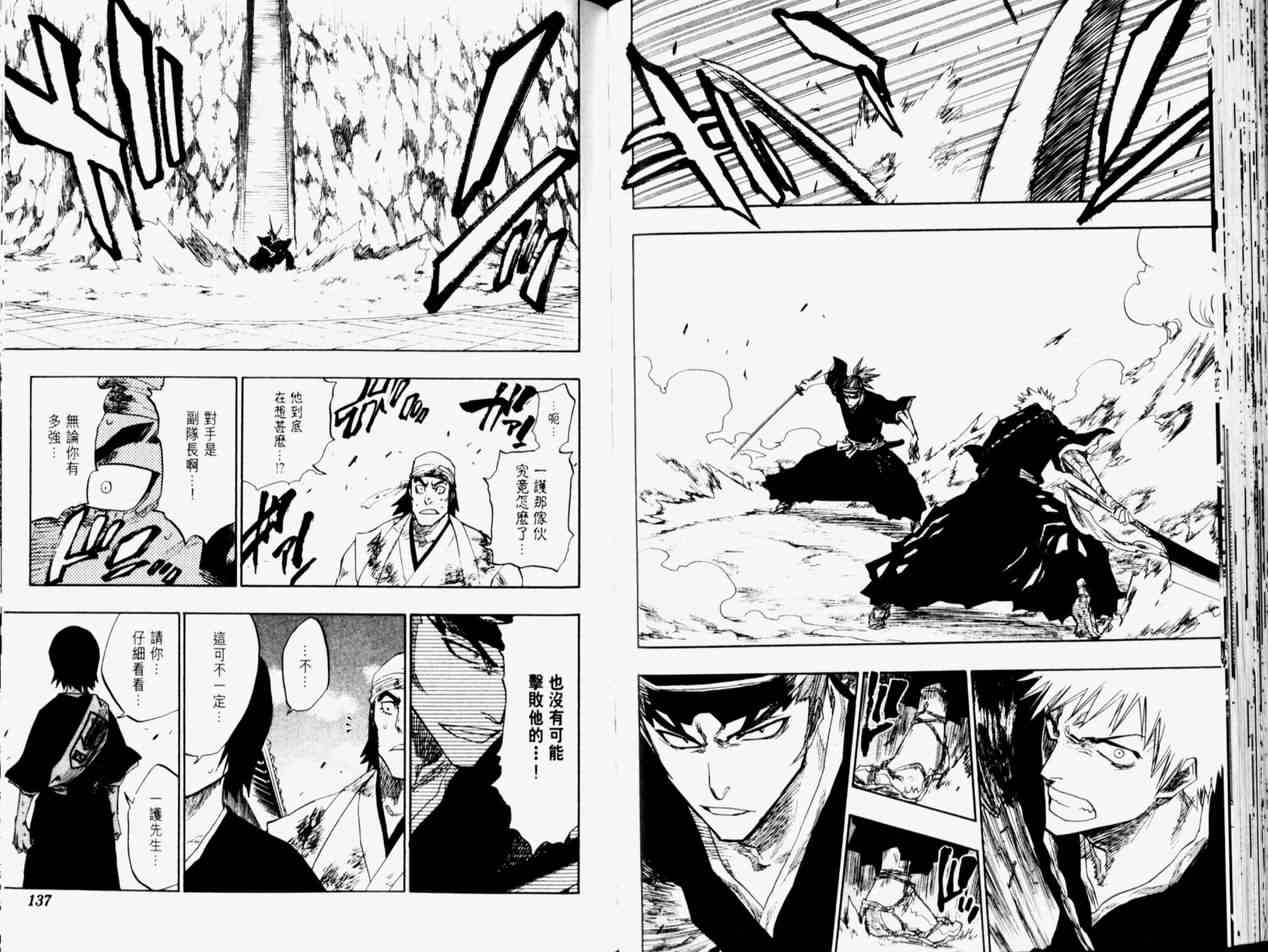 …呃…
一護那傢伙
究竟怎麼了…
他到底
在想甚麼…!?
對手是
副隊長啊…!
無論你有
多強…
也沒有可能
擊敗他的…!
…不…
這可不一定…
請你…
仔細看看…
一護先生…
137